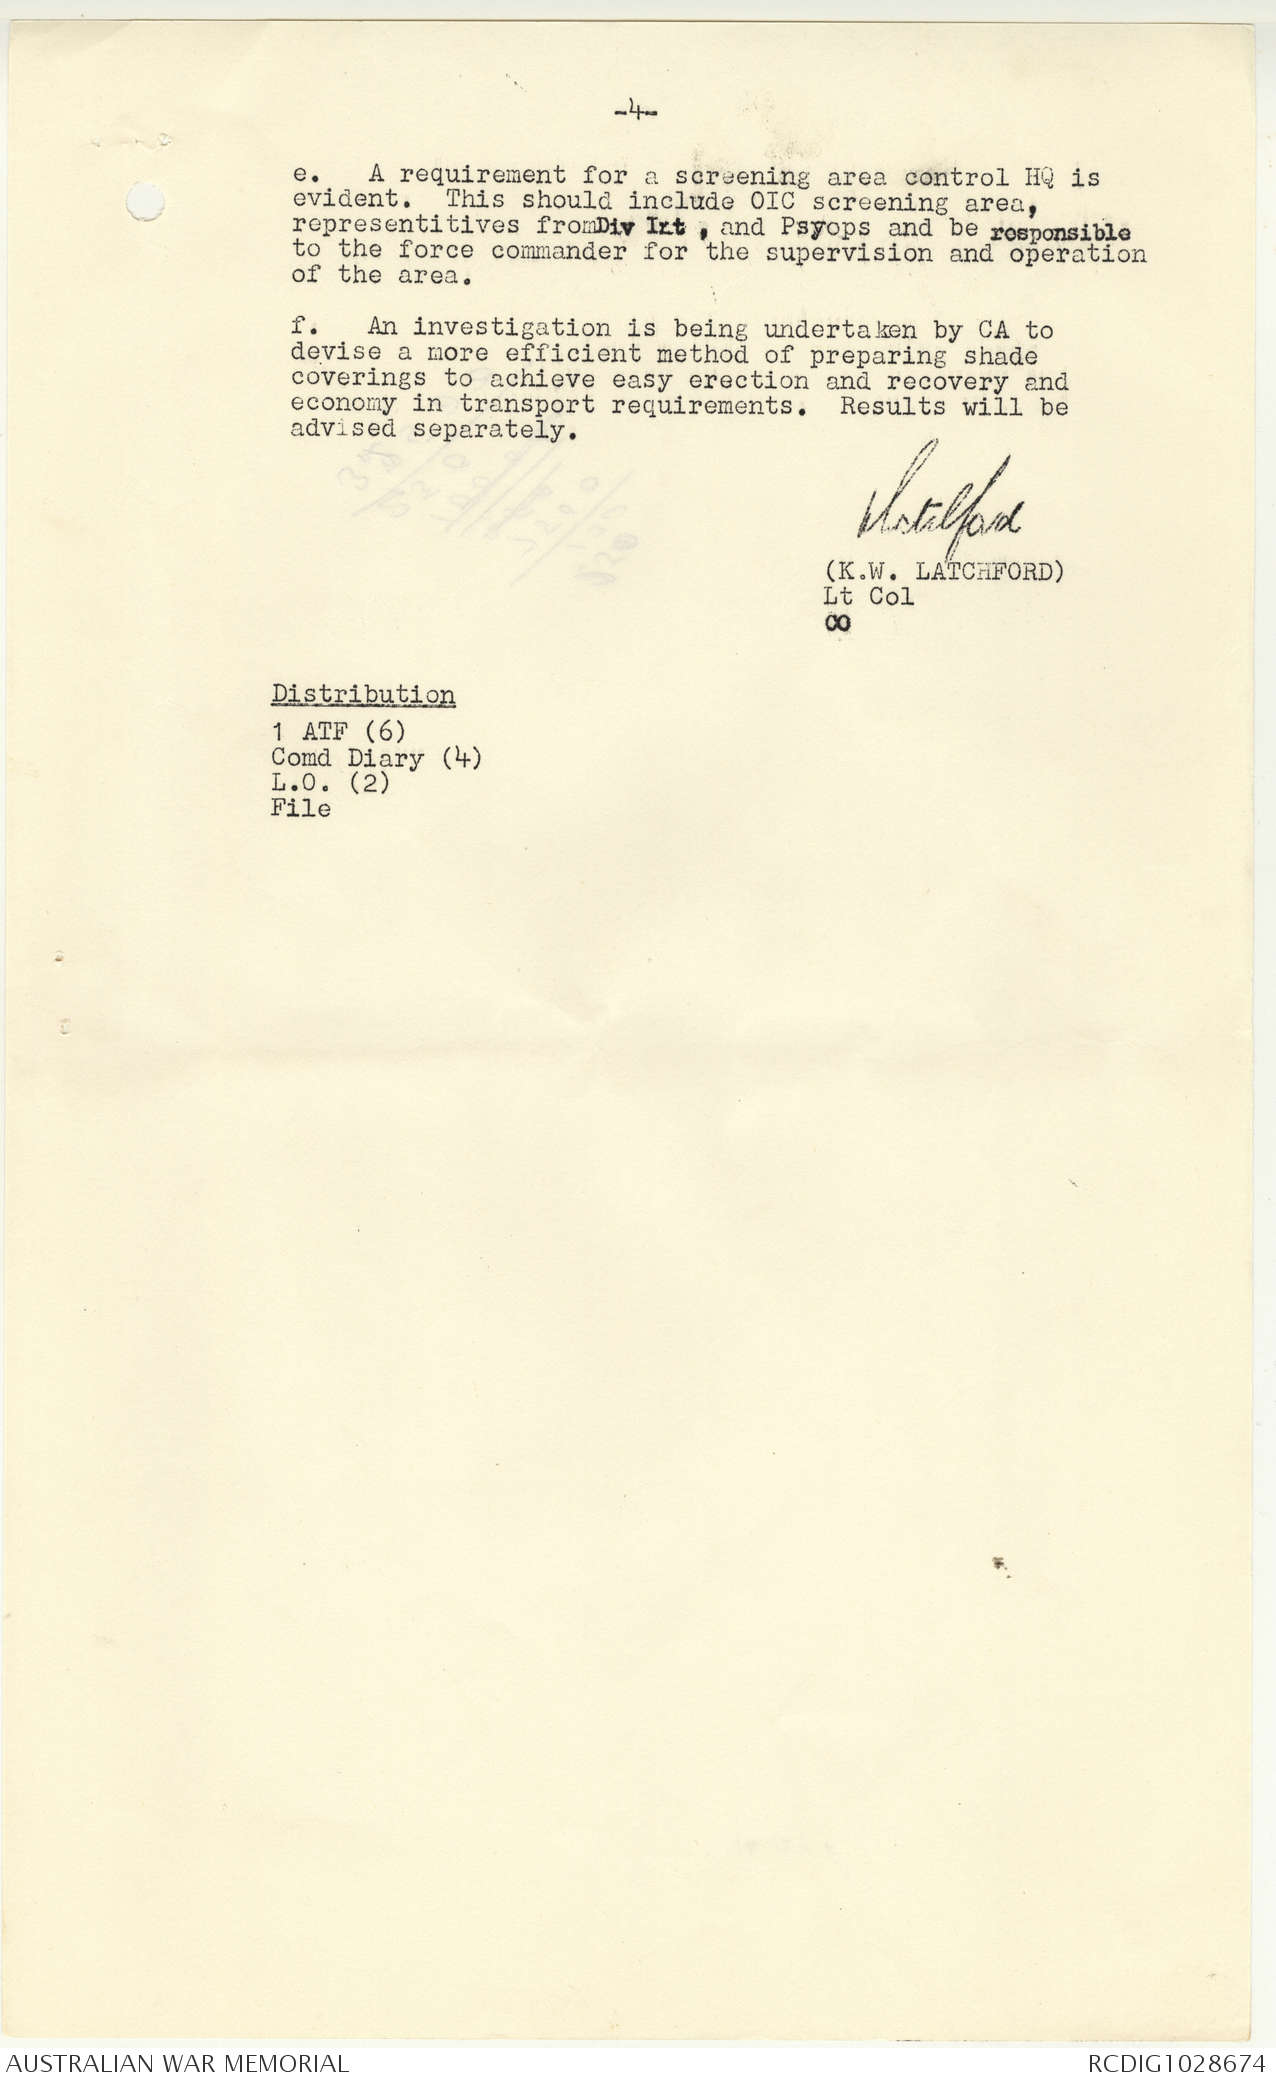 -4-
e.   A requirement for a screening area control HQ is
evident.  This should include OIC screening area,
representitives fromDiv Int , and Psyops and be responsible
to the force commander for the supervision and operation
of the area.
f.   An investigation is being undertaken by CA to
devise a more efficient method of preparing shade
coverings to achieve easy erection and recovery and
economy in transport requirements.  Results will be
advised separately.
(K.W. LATCHFORD)
Lt Col
CO
Distribution
1 ATF (6)
Comd Diary (4)
L.O. (2)
File
AUSTRALIAN WAR MEMORIAL
RCDIG1028674